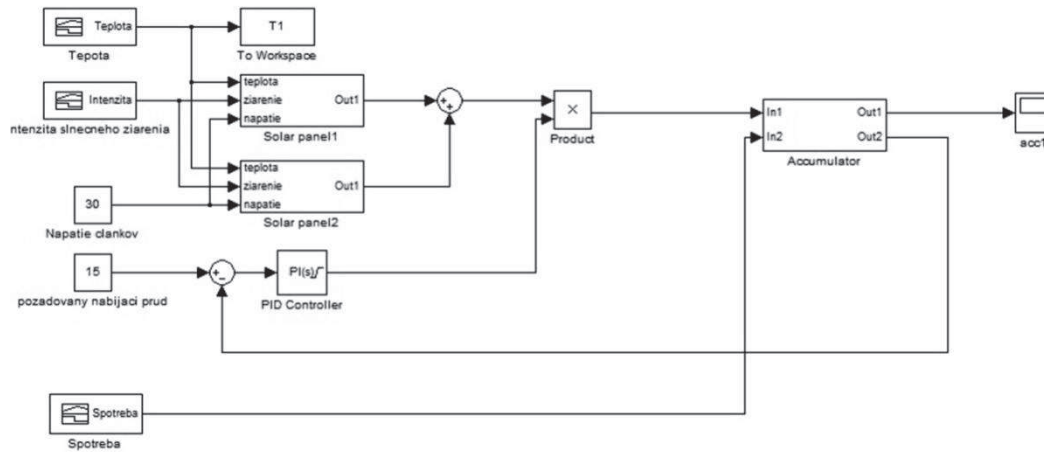 Teplota
Tepota
T1
To Workspace
Intenzita
ntenzita slnecneho ziarenia
teplota
ziarenie
napatie
Out1
Solar panel1
teplota
ziarenie
napatie
Out1
Solar panel2
30
Napatie clankov
15
pozadovany nabijaci prud
+
-
PI(s)
PID Controller
+
+
×
Product
In1
In2
Out1
Out2
Accumulator
acc1
Spotreba
Spotreba